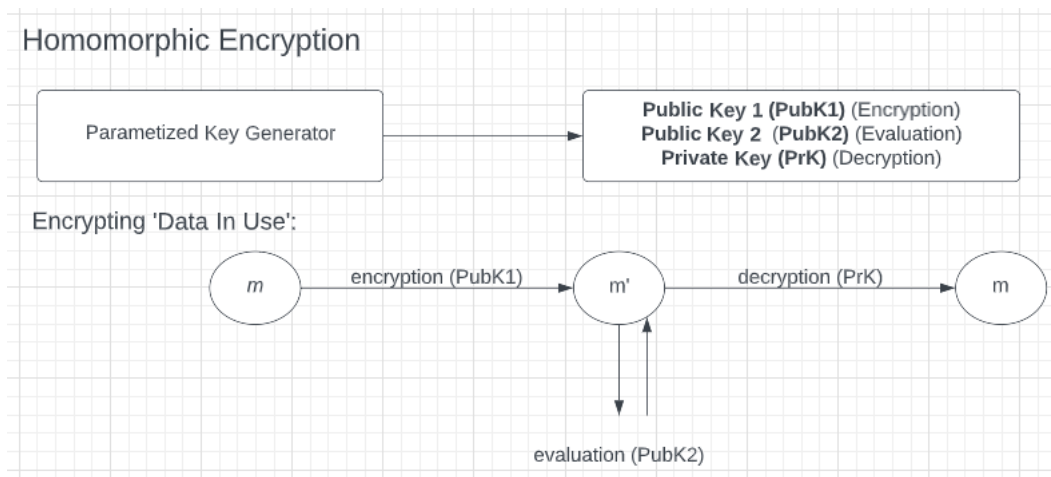 Homomorphic Encryption
Parametized Key Generator
Public Key 1 (PubK1) (Encryption)
Public Key 2 (PubK2) (Evaluation)
Private Key (PrK) (Decryption)
Encrypting 'Data In Use':
m
encryption (PubK1)
m'
decryption (PrK)
m
evaluation (PubK2)